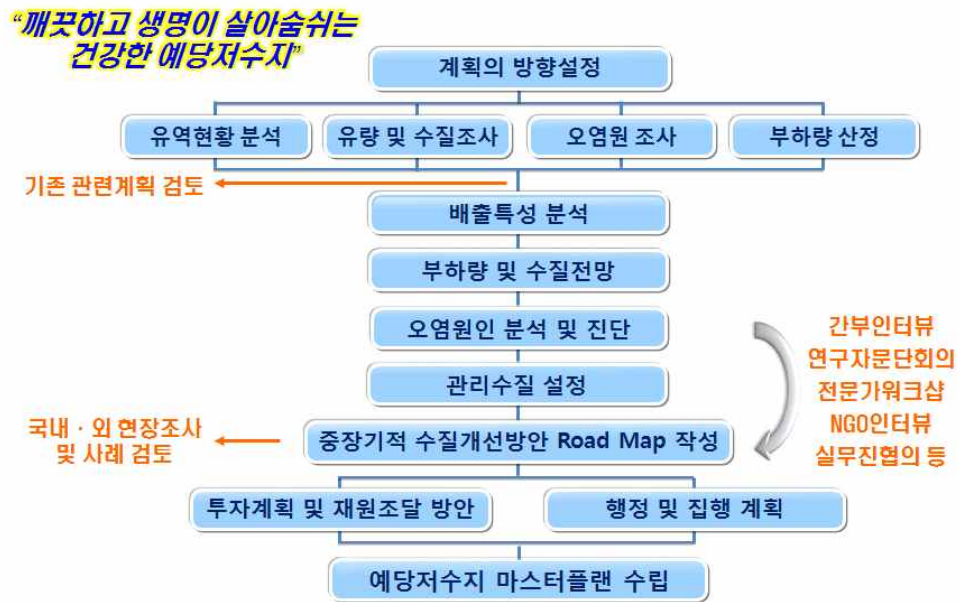 “깨끗하고 생명이 살아숨쉬는
건강한 예당저수지”
계획의 방향설정
유역현황 분석
유량 및 수질조사
오염원 조사
부하량 산정
기존 관련계획 검토
배출특성 분석
부하량 및 수질전망
오염원인 분석 및 진단
관리수질 설정
간부인터뷰
연구자문단회의
전문가워크샵
NGO인터뷰
실무진협의 등
국내 · 외 현장조사
및 사례 검토
중장기적 수질개선방안 Road Map 작성
투자계획 및 재원조달 방안
행정 및 집행 계획
예당저수지 마스터플랜 수립